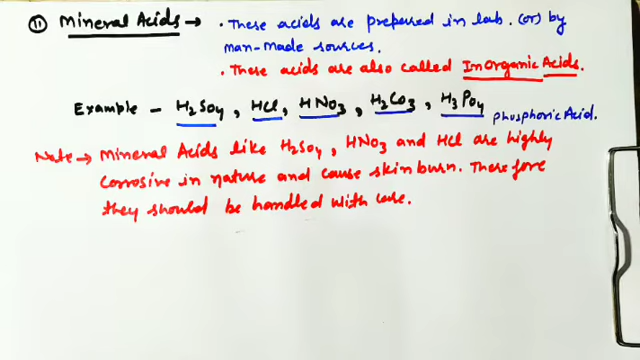 (ii) Mineral Acids → • These acids are prepared in lab. (or) by
man-made sources.
• These acids are also called InOrganic Acids.
Example – H2SO4, HCl, HNO3, H2CO3, H3PO4
phosphoric Acid.
Note → Mineral Acids like H2SO4, HNO3 and HCl are highly
corrosive in nature and cause skin burn. Therefore
they should be handled with care.